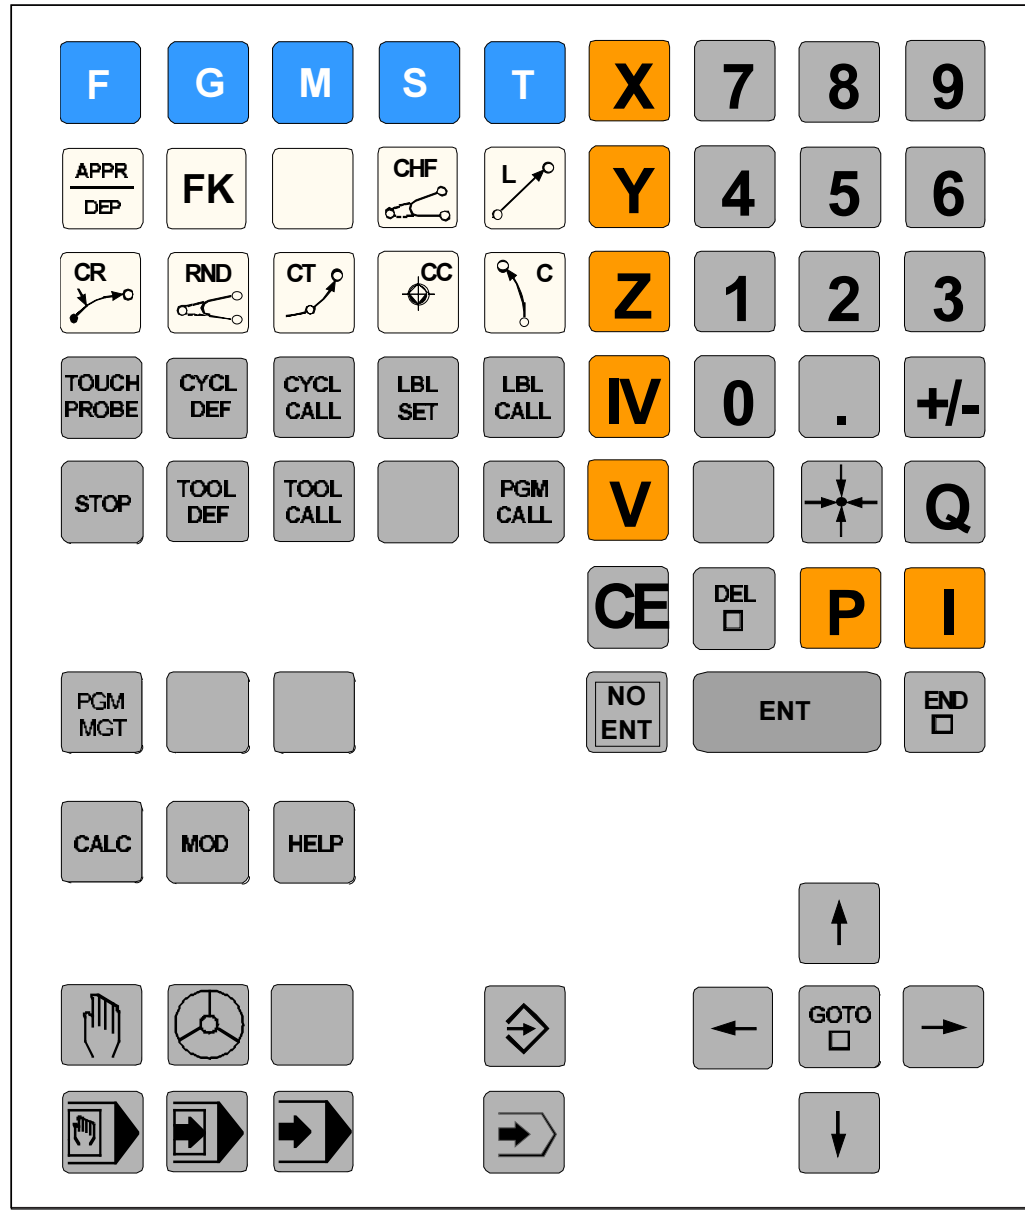 F G M S T X 7 8 9
APPR
DEP
FK
CHF
L
Y 4 5 6
CR
RND
CT
CC
C
Z 1 2 3
TOUCH
PROBE
CYCL
DEF
CYCL
CALL
LBL
SET
LBL
CALL
IV 0 . +/-
STOP
TOOL
DEF
TOOL
CALL
PGM
CALL
V
Q
CE
DEL
P I
PGM
MGT
NO
ENT
ENT
END
CALC MOD HELP
GOTO